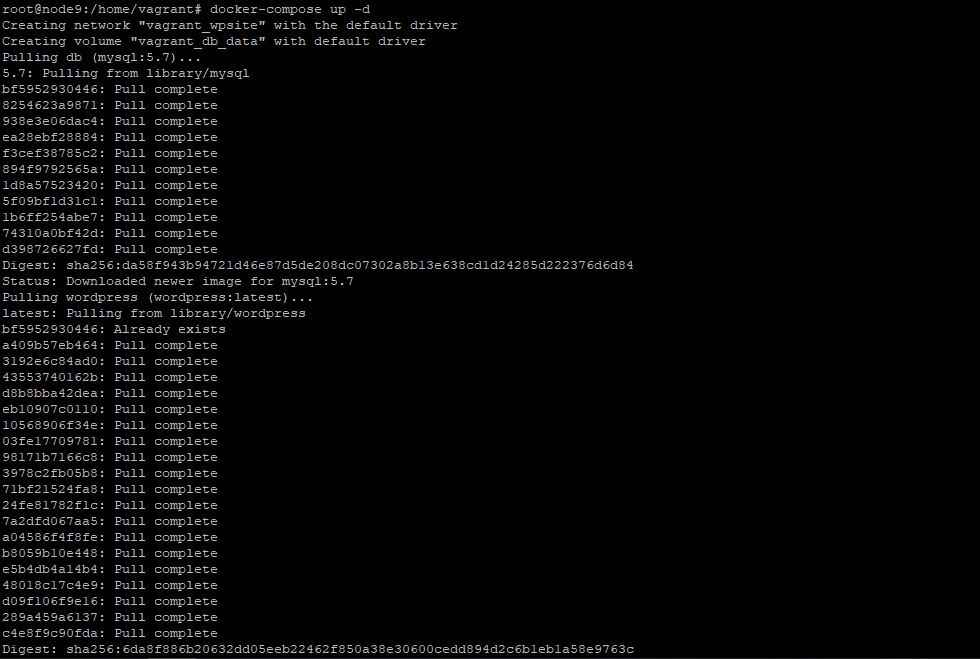 root@node9:/home/vagrant# docker-compose up -d
Creating network "vagrant_wpsite" with the default driver
Creating volume "vagrant_db_data" with default driver
Pulling db (mysql:5.7)...
5.7: Pulling from library/mysql
bf5952930446: Pull complete
8254623a9871: Pull complete
938e3e06dac4: Pull complete
ea28ebf28884: Pull complete
f3cef38785c2: Pull complete
894f9792565a: Pull complete
1d8a57523420: Pull complete
5f09bf1d31c1: Pull complete
1b6ff254abe7: Pull complete
74310a0bf42d: Pull complete
d398726627fd: Pull complete
Digest: sha256:da58f943b94721d46e87d5de208dc07302a8b13e638cd1d24285d222376d6d84
Status: Downloaded newer image for mysql:5.7
Pulling wordpress (wordpress:latest)...
latest: Pulling from library/wordpress
bf5952930446: Already exists
a409b57eb464: Pull complete
3192e6c84ad0: Pull complete
43553740162b: Pull complete
d8b8bba42dea: Pull complete
eb10907c0110: Pull complete
10568906f34e: Pull complete
03fe17709781: Pull complete
98171b7166c8: Pull complete
3978c2fb05b8: Pull complete
71bf21524fa8: Pull complete
24fe81782f1c: Pull complete
7a2dfd067aa5: Pull complete
a04586f4f8fe: Pull complete
b8059b10e448: Pull complete
e5b4db4a14b4: Pull complete
48018c17c4e9: Pull complete
d09f106f9e16: Pull complete
289a459a6137: Pull complete
c4e8f9c90fda: Pull complete
Digest: sha256:6da8f886b20632dd05eeb22462f850a38e30600cedd894d2c6b1eb1a58e9763c